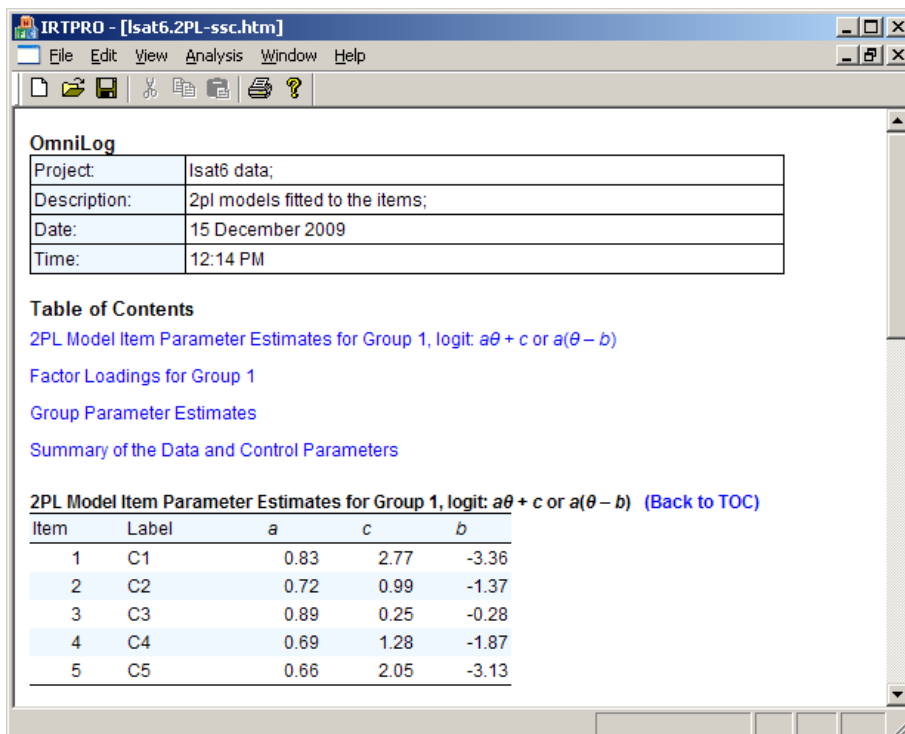 IRTPRO - [lsat6.2PL-ssc.htm]
File Edit View Analysis Window Help
OmniLog
Project: lsat6 data;
Description: 2pl models fitted to the items;
Date: 15 December 2009
Time: 12:14 PM
Table of Contents
2PL Model Item Parameter Estimates for Group 1, logit: aθ + c or a(θ – b)
Factor Loadings for Group 1
Group Parameter Estimates
Summary of the Data and Control Parameters
2PL Model Item Parameter Estimates for Group 1, logit: aθ + c or a(θ – b) (Back to TOC)
Item Label a c b
1 C1 0.83 2.77 -3.36
2 C2 0.72 0.99 -1.37
3 C3 0.89 0.25 -0.28
4 C4 0.69 1.28 -1.87
5 C5 0.66 2.05 -3.13